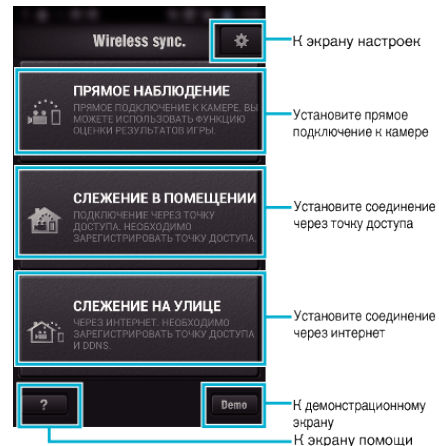 Wireless sync.
К экрану настроек
ПРЯМОЕ НАБЛЮДЕНИЕ
ПРЯМОЕ ПОДКЛЮЧЕНИЕ К КАМЕРЕ. ВЫ
МОЖЕТЕ ИСПОЛЬЗОВАТЬ ФУНКЦИЮ
ОЦЕНКИ РЕЗУЛЬТАТОВ ИГРЫ.
Установите прямое
подключение к камере
СЛЕЖЕНИЕ В ПОМЕЩЕНИИ
ПОДКЛЮЧЕНИЕ ЧЕРЕЗ ТОЧКУ
ДОСТУПА. НЕОБХОДИМО
ЗАРЕГИСТРИРОВАТЬ ТОЧКУ ДОСТУПА.
Установите соединение
через точку доступа
СЛЕЖЕНИЕ НА УЛИЦЕ
ЧЕРЕЗ ИНТЕРНЕТ. НЕОБХОДИМО
ЗАРЕГИСТРИРОВАТЬ ТОЧКУ ДОСТУПА
И DDNS.
Установите соединение
через интернет
?
Demo
К демонстрационному
экрану
К экрану помощи